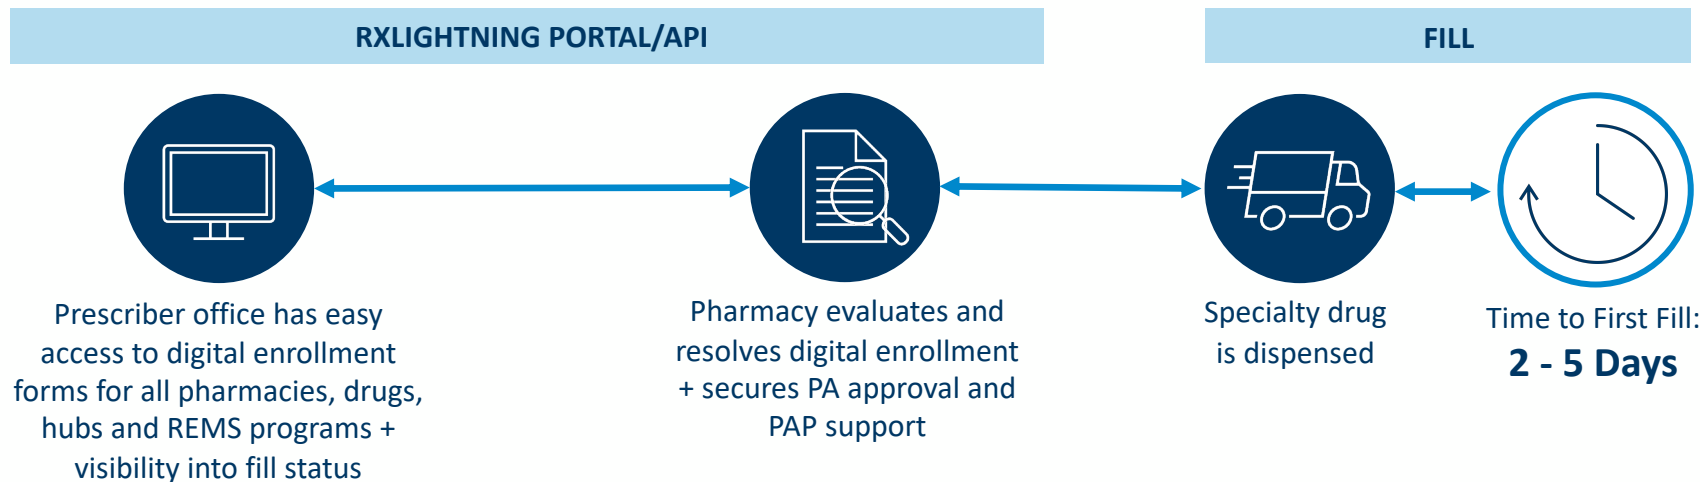 RXLIGHTNING PORTAL/API
FILL
Prescriber office has easy
access to digital enrollment
forms for all pharmacies, drugs,
hubs and REMS programs +
visibility into fill status
Pharmacy evaluates and
resolves digital enrollment
+ secures PA approval and
PAP support
Specialty drug
is dispensed
Time to First Fill:
2 - 5 Days